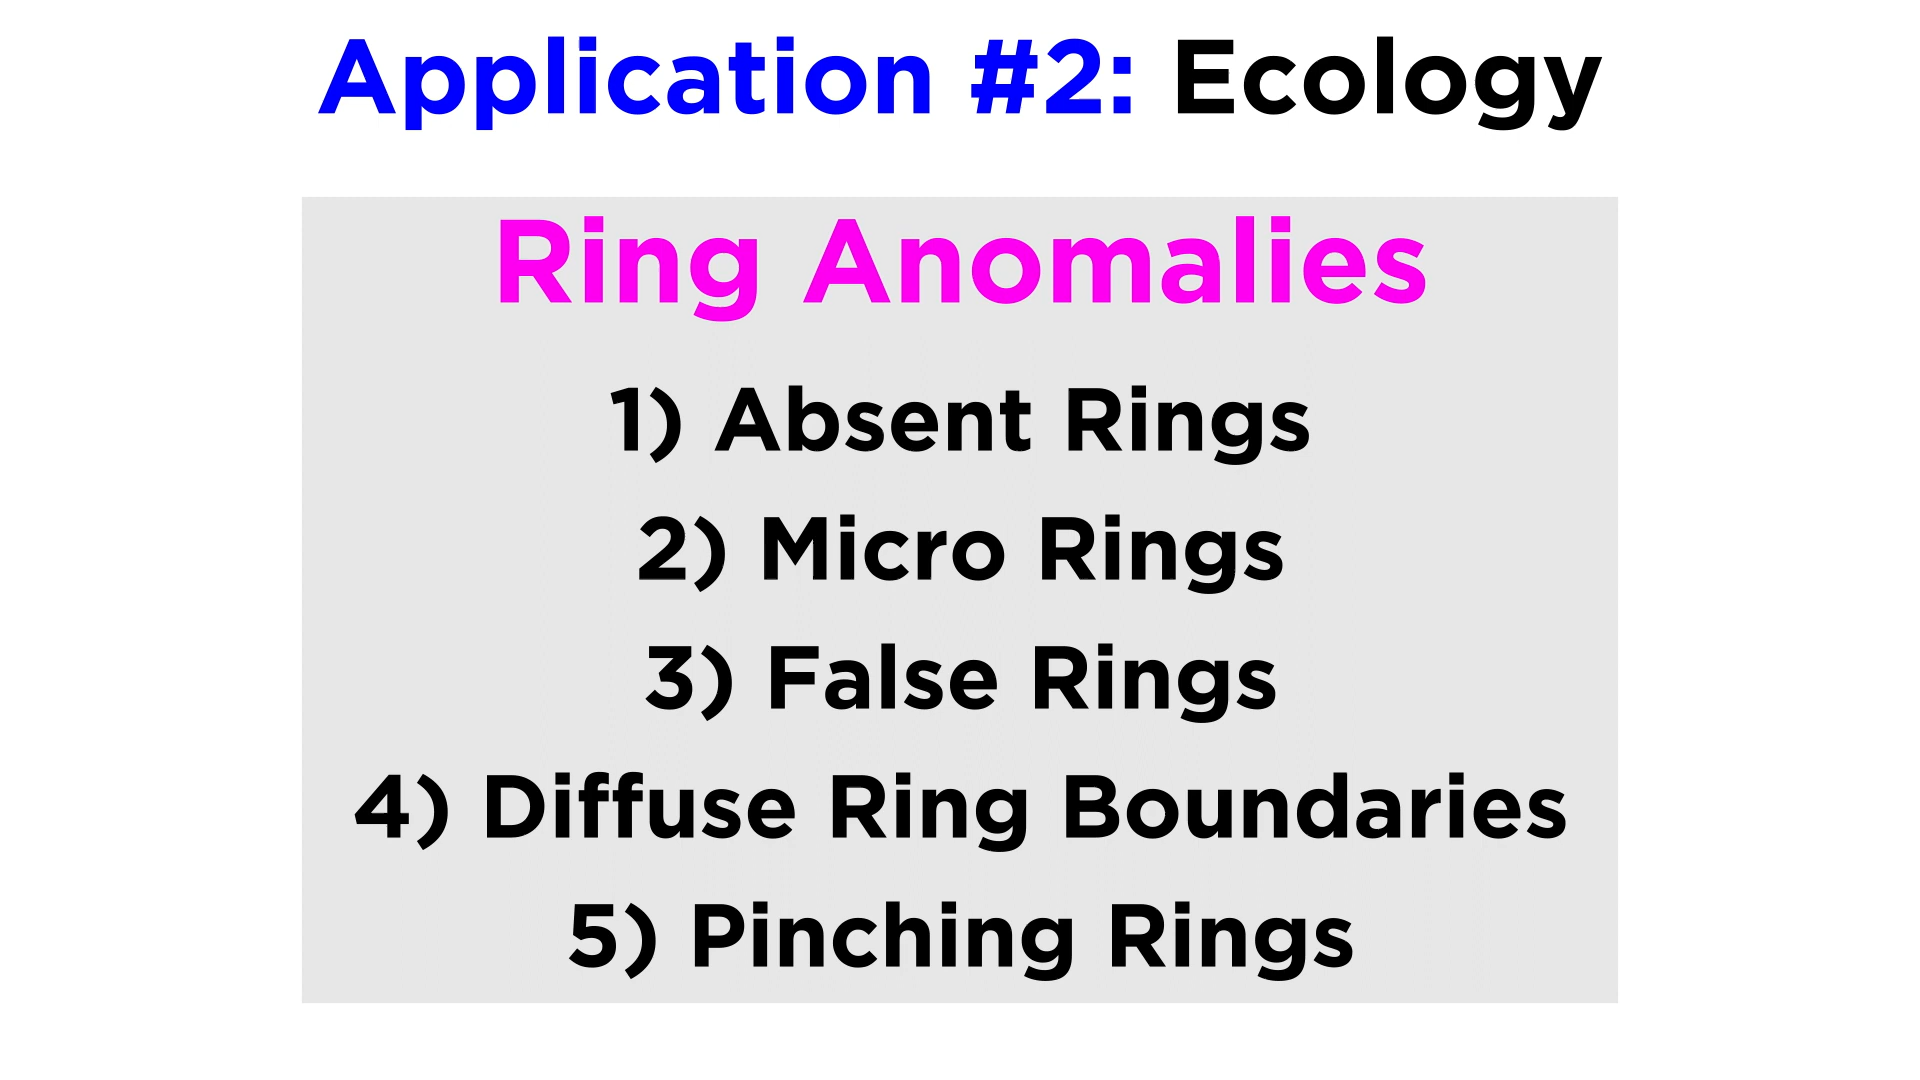 Application #2: Ecology
Ring Anomalies
1) Absent Rings
2) Micro Rings
3) False Rings
4) Diffuse Ring Boundaries
5) Pinching Rings